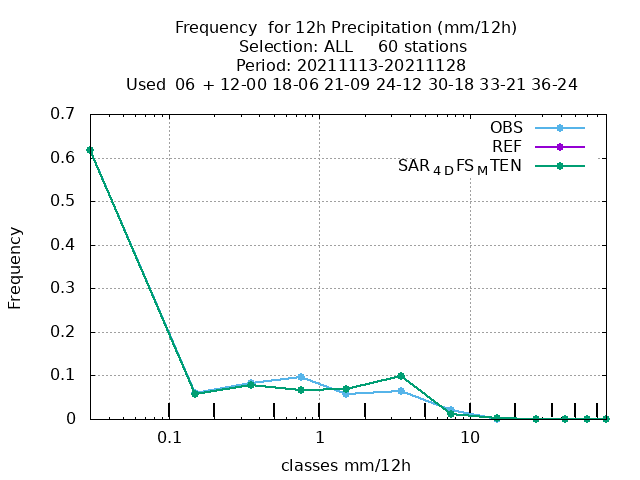 Frequency  for 12h Precipitation (mm/12h)
Selection: ALL     60 stations
Period: 20211113-20211128
Used  06  + 12-00 18-06 21-09 24-12 30-18 33-21 36-24
0.7
0.6
0.5
0.4
0.3
0.2
0.1
0
Frequency
OBS
REF
SAR4DFSMTEN
0.1 1 10
classes mm/12h